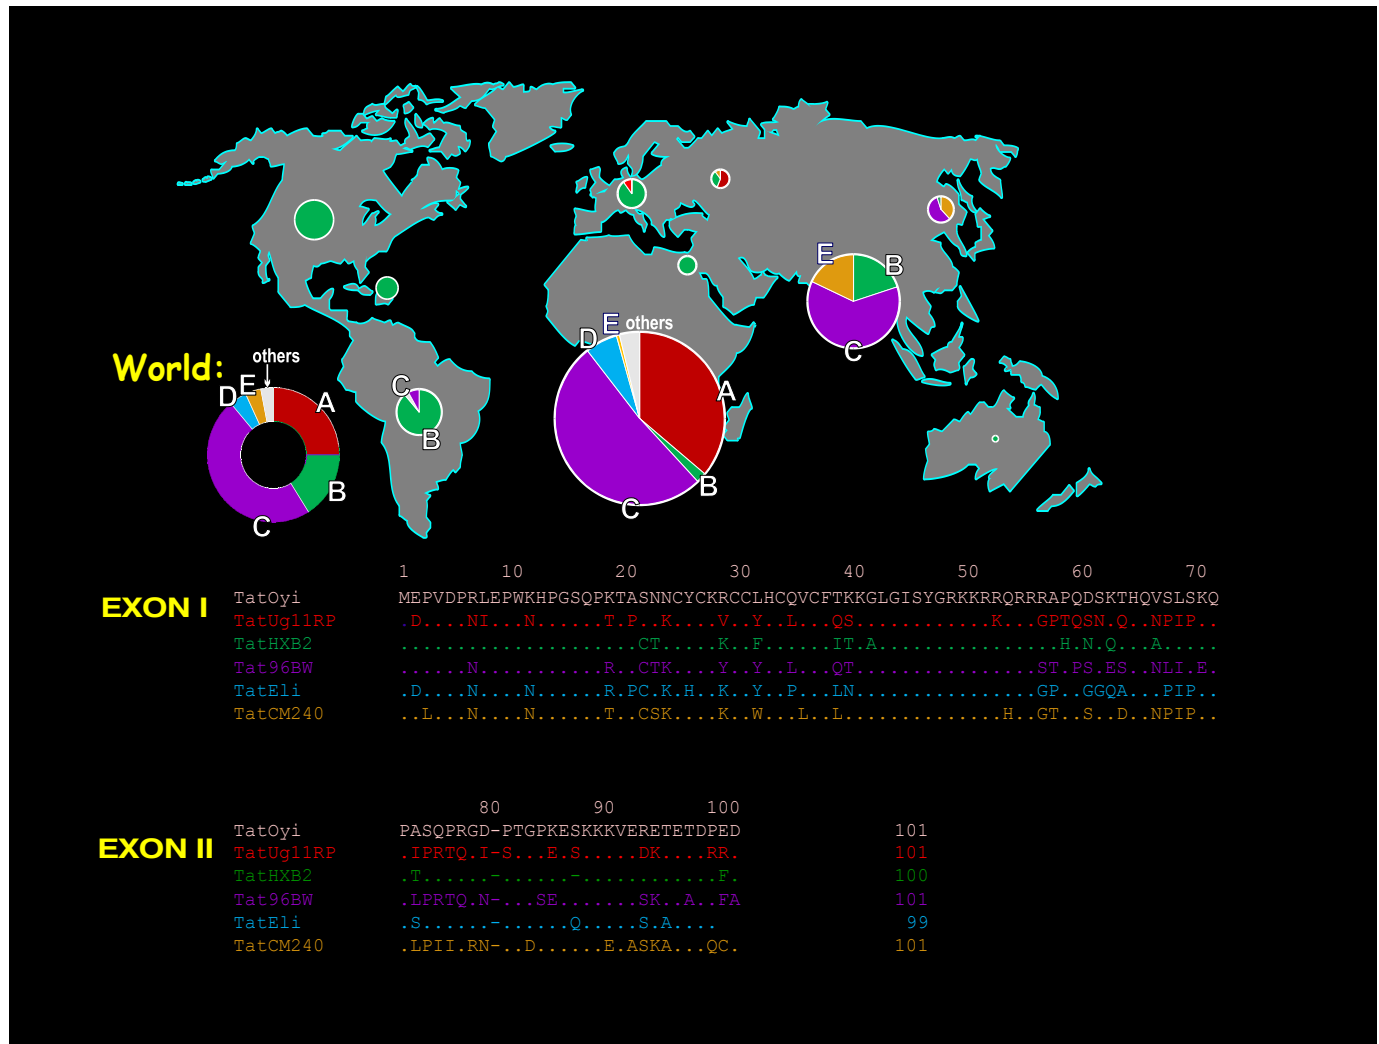 World:
others
D
E
A
B
C
C
B
D
E
others
A
B
C
E
B
C
1 10 20 30 40 50 60 70
EXON I
TatOyi MEPVDPRLEPWKHPGSQPKTASNNCYCKRCCLHCQVCFTKKGLGISYGRKKRRQRRRAPQDSKTHQVSLSKQ
TatUg11RP .D....NI...N......T.P..K....V..Y..L...QS............K...GPTQSN.Q..NPIP..
TatHXB2 .....................CT.....K..F......IT.A................H.N.Q...A.....
Tat96BW ......N...........R..CTK....Y..Y..L...QT................ST.PS.ES..NLI.E.
TatEli .D....N....N......R.PC.K.H..K..Y..P...LN................GP..GGQA...PIP..
TatCM240 ..L...N....N......T..CSK....K..W...L..L..............H..GT..S..D..NPIP..
80 90 100
EXON II
TatOyi PASQPRGD-PTGPKESKKKVERETETDPED 101
TatUg11RP .IPRTQ.I-S...E.S.....DK....RR. 101
TatHXB2 .T......-......-............F. 100
Tat96BW .LPRTQ.N-...SE.......SK..A..FA 101
TatEli .S......-......Q.....S.A.... 99
TatCM240 .LPII.RN-..D......E.ASKA...QC. 101